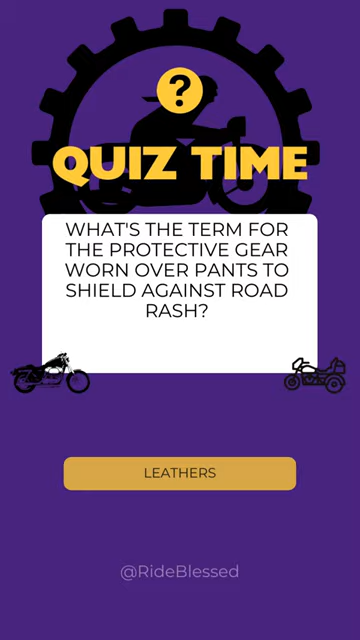 ?
QUIZ TIME
WHAT'S THE TERM FOR
THE PROTECTIVE GEAR
WORN OVER PANTS TO
SHIELD AGAINST ROAD
RASH?
LEATHERS
@RideBlessed